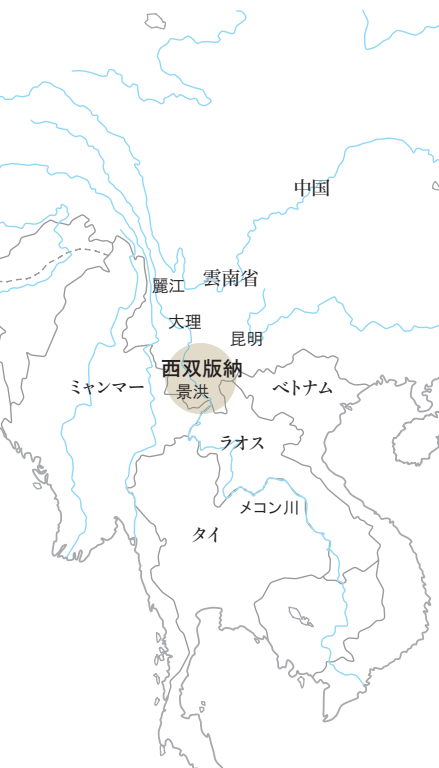 中国
麗江
雲南省
大理
昆明
西双版納
景洪
ミャンマー
ベトナム
ラオス
メコン川
タイ